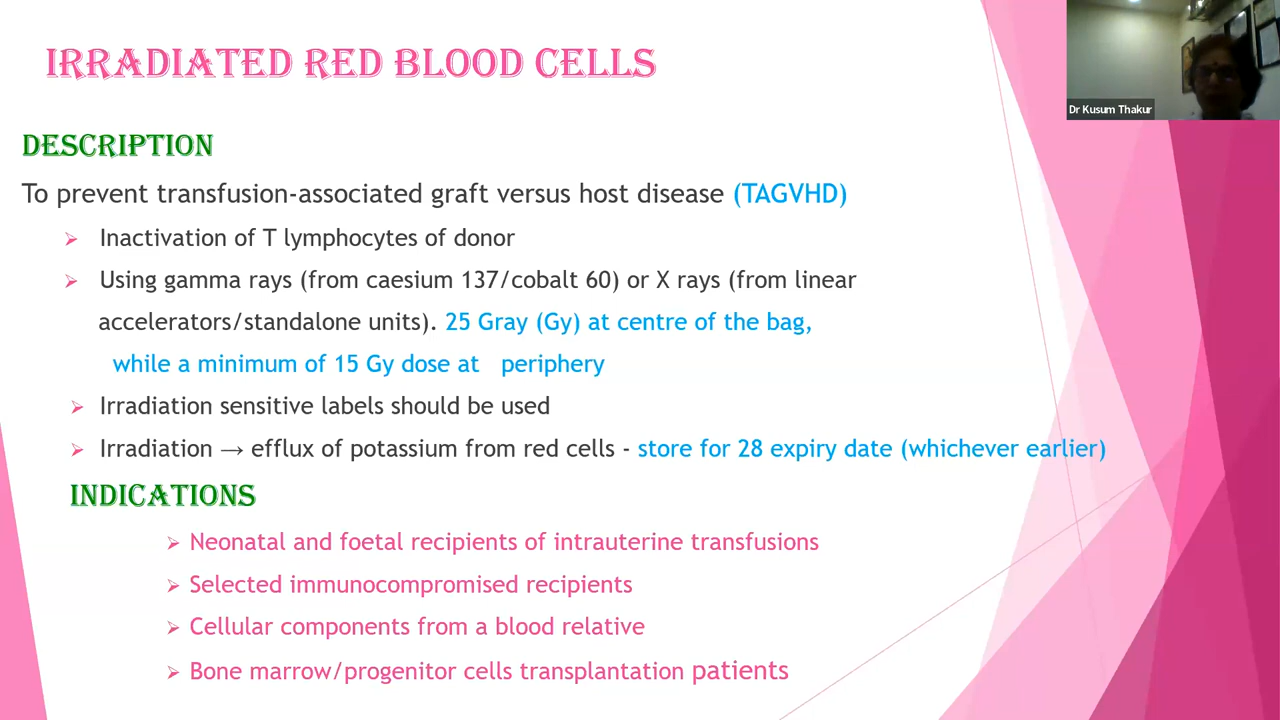 IRRADIATED RED BLOOD CELLS
Dr Kusum Thakur
DESCRIPTION
To prevent transfusion-associated graft versus host disease (TAGVHD)
➢ Inactivation of T lymphocytes of donor
➢ Using gamma rays (from caesium 137/cobalt 60) or X rays (from linear
accelerators/standalone units). 25 Gray (Gy) at centre of the bag,
while a minimum of 15 Gy dose at periphery
➢ Irradiation sensitive labels should be used
➢ Irradiation → efflux of potassium from red cells - store for 28 expiry date (whichever earlier)
INDICATIONS
➢ Neonatal and foetal recipients of intrauterine transfusions
➢ Selected immunocompromised recipients
➢ Cellular components from a blood relative
➢ Bone marrow/progenitor cells transplantation patients